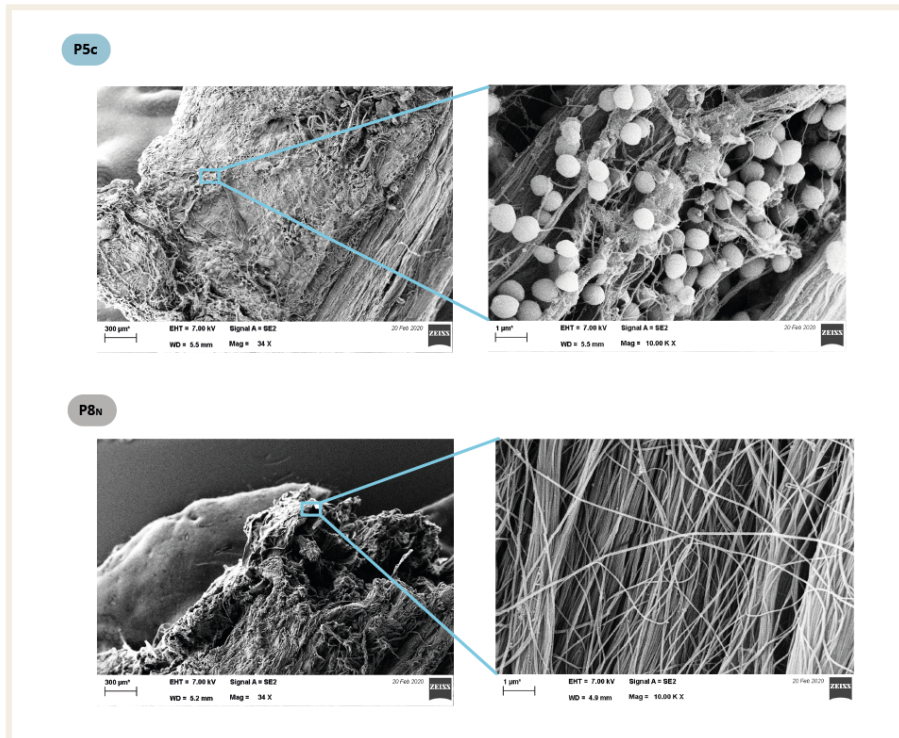 P5c
300 µm* EHT = 7.00 kV Signal A = SE2 20 Feb 2020 ZEISS
WD = 5.5 mm Mag = 34 X
1 µm* EHT = 7.00 kV Signal A = SE2 20 Feb 2020 ZEISS
WD = 5.5 mm Mag = 10.00 K X
P8N
300 µm* EHT = 7.00 kV Signal A = SE2 20 Feb 2020 ZEISS
WD = 5.2 mm Mag = 34 X
1 µm* EHT = 7.00 kV Signal A = SE2 20 Feb 2020 ZEISS
WD = 4.9 mm Mag = 10.00 K X